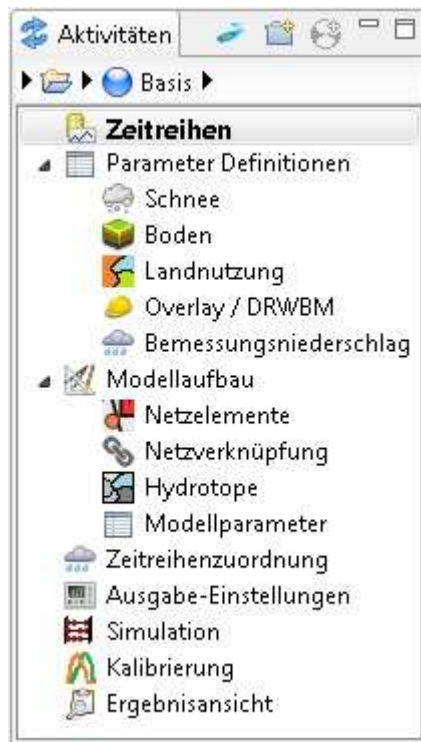 Aktivitäten
Basis
Zeitreihen
Parameter Definitionen
Schnee
Boden
Landnutzung
Overlay / DRWBM
Bemessungsniederschlag
Modellaufbau
Netzelemente
Netzverknüpfung
Hydrotope
Modellparameter
Zeitreihenzuordnung
Ausgabe-Einstellungen
Simulation
Kalibrierung
Ergebnisansicht